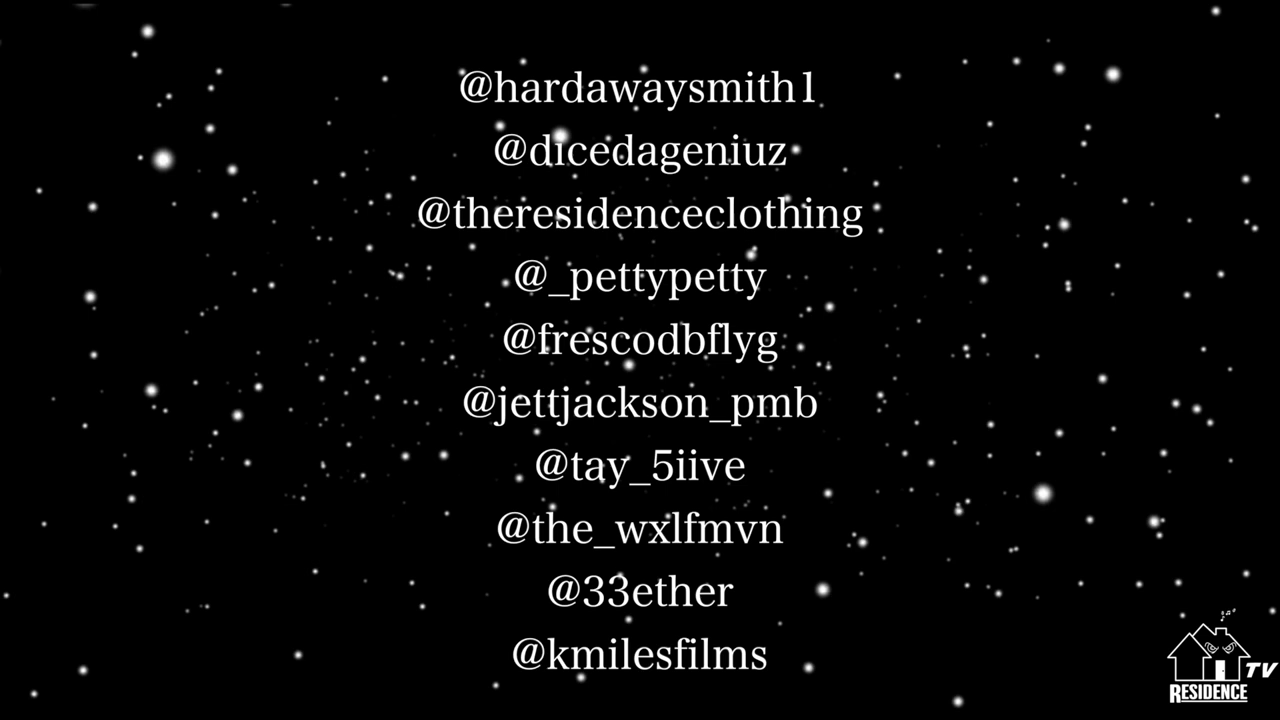 @hardawaysmith1
@dicedageniuz
@theresidenceclothing
@_pettypetty
@frescodbflyg
@jettjackson_pmb
@tay_5iive
@the_wxlfmvn
@33ether
@kmilesfilms
TV
RESIDENCE